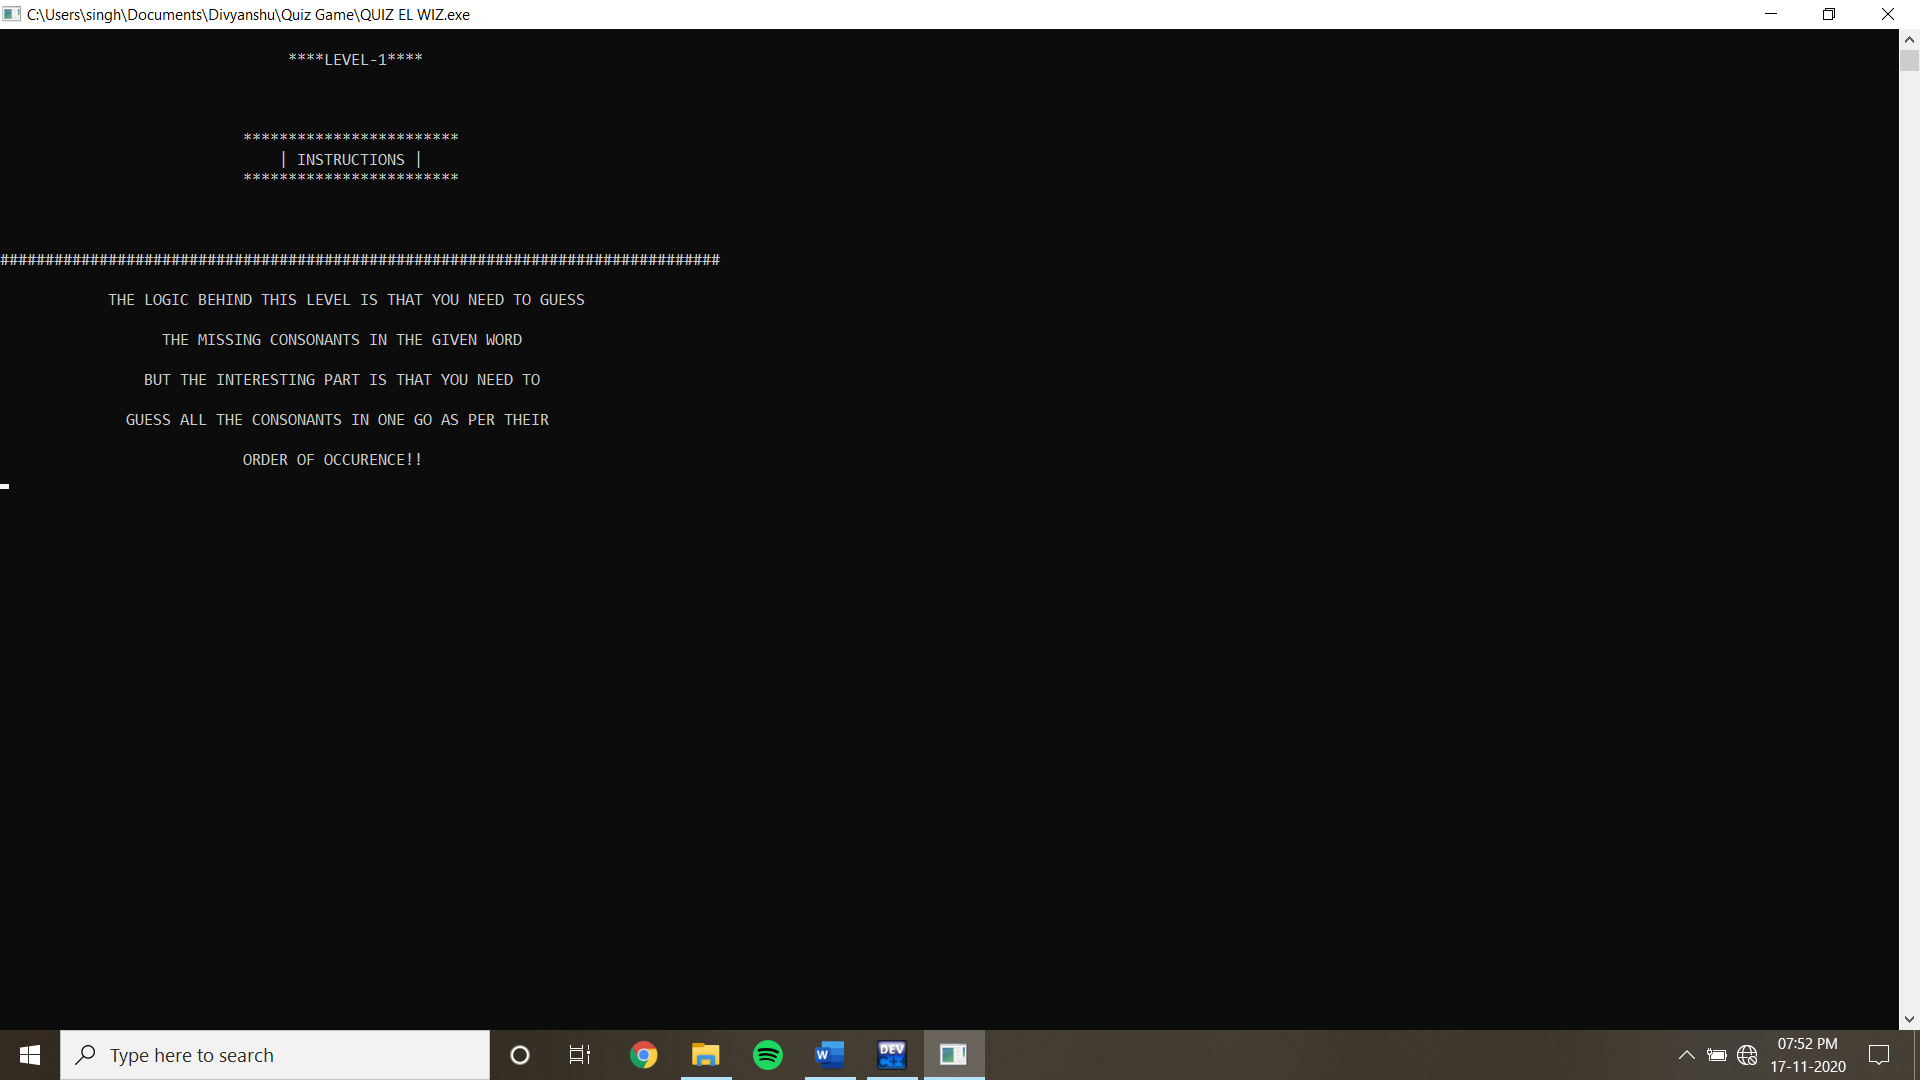 C:\Users\singh\Documents\Divyanshu\Quiz Game\QUIZ EL WIZ.exe
****LEVEL-1****
************************
| INSTRUCTIONS |
************************
################################################################################
THE LOGIC BEHIND THIS LEVEL IS THAT YOU NEED TO GUESS
THE MISSING CONSONANTS IN THE GIVEN WORD
BUT THE INTERESTING PART IS THAT YOU NEED TO
GUESS ALL THE CONSONANTS IN ONE GO AS PER THEIR
ORDER OF OCCURENCE!!
Type here to search
W
DEV
C++
07:52 PM
17-11-2020